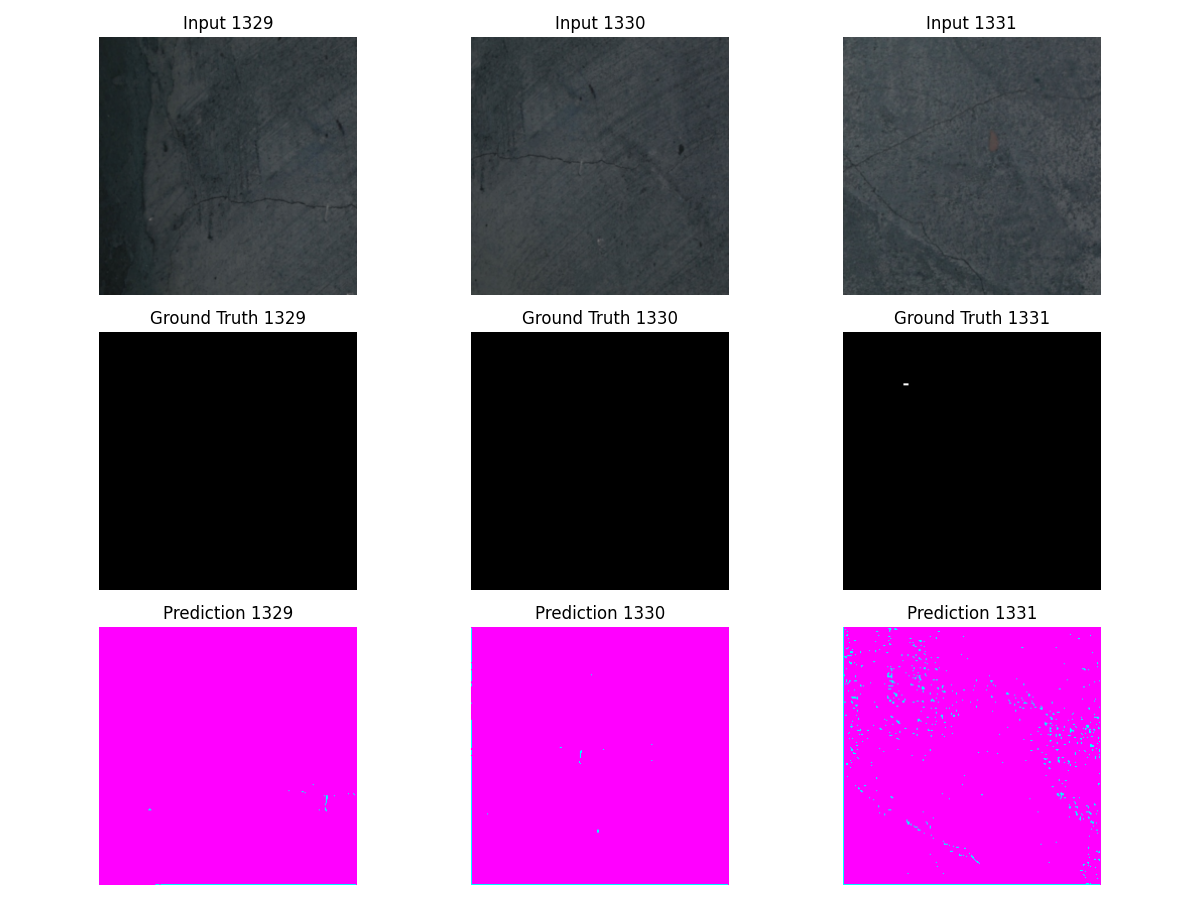 Input 1329
Input 1330
Input 1331
Ground Truth 1329
Ground Truth 1330
Ground Truth 1331
Prediction 1329
Prediction 1330
Prediction 1331